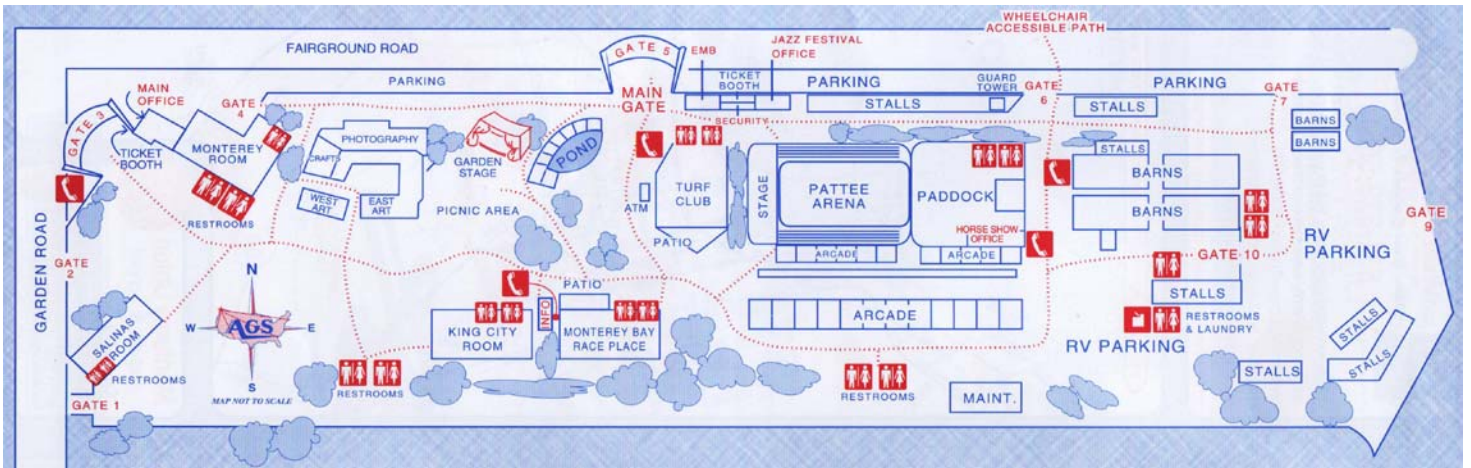 FAIRGROUND ROAD
GATE 5
EMB
JAZZ FESTIVAL
OFFICE
WHEELCHAIR
ACCESSIBLE PATH
PARKING
MAIN
GATE
TICKET
BOOTH
PARKING
GUARD
TOWER
GATE
6
PARKING
GATE
7
MAIN
OFFICE
GATE
4
STALLS
STALLS
GATE 3
SECURITY
BARNS
BARNS
TICKET
BOOTH
MONTEREY
ROOM
PHOTOGRAPHY
CRAFTS
GARDEN
STAGE
POND
STALLS
WEST
ART
EAST
ART
PICNIC AREA
ATM
TURF
CLUB
PATIO
STAGE
PATTEE
ARENA
PADDOCK
BARNS
BARNS
RESTROOMS
HORSE SHOW
OFFICE
ARCADE
ARCADE
GATE 10
RV
PARKING
GATE
9
GARDEN ROAD
GATE
2
N
W
E
S
AGS
MAP NOT TO SCALE
SALINAS
ROOM
RESTROOMS
GATE 1
PATIO
INFO
KING CITY
ROOM
MONTEREY BAY
RACE PLACE
RESTROOMS
ARCADE
STALLS
RESTROOMS
& LAUNDRY
RV PARKING
RESTROOMS
MAINT.
STALLS
STALLS
STALLS